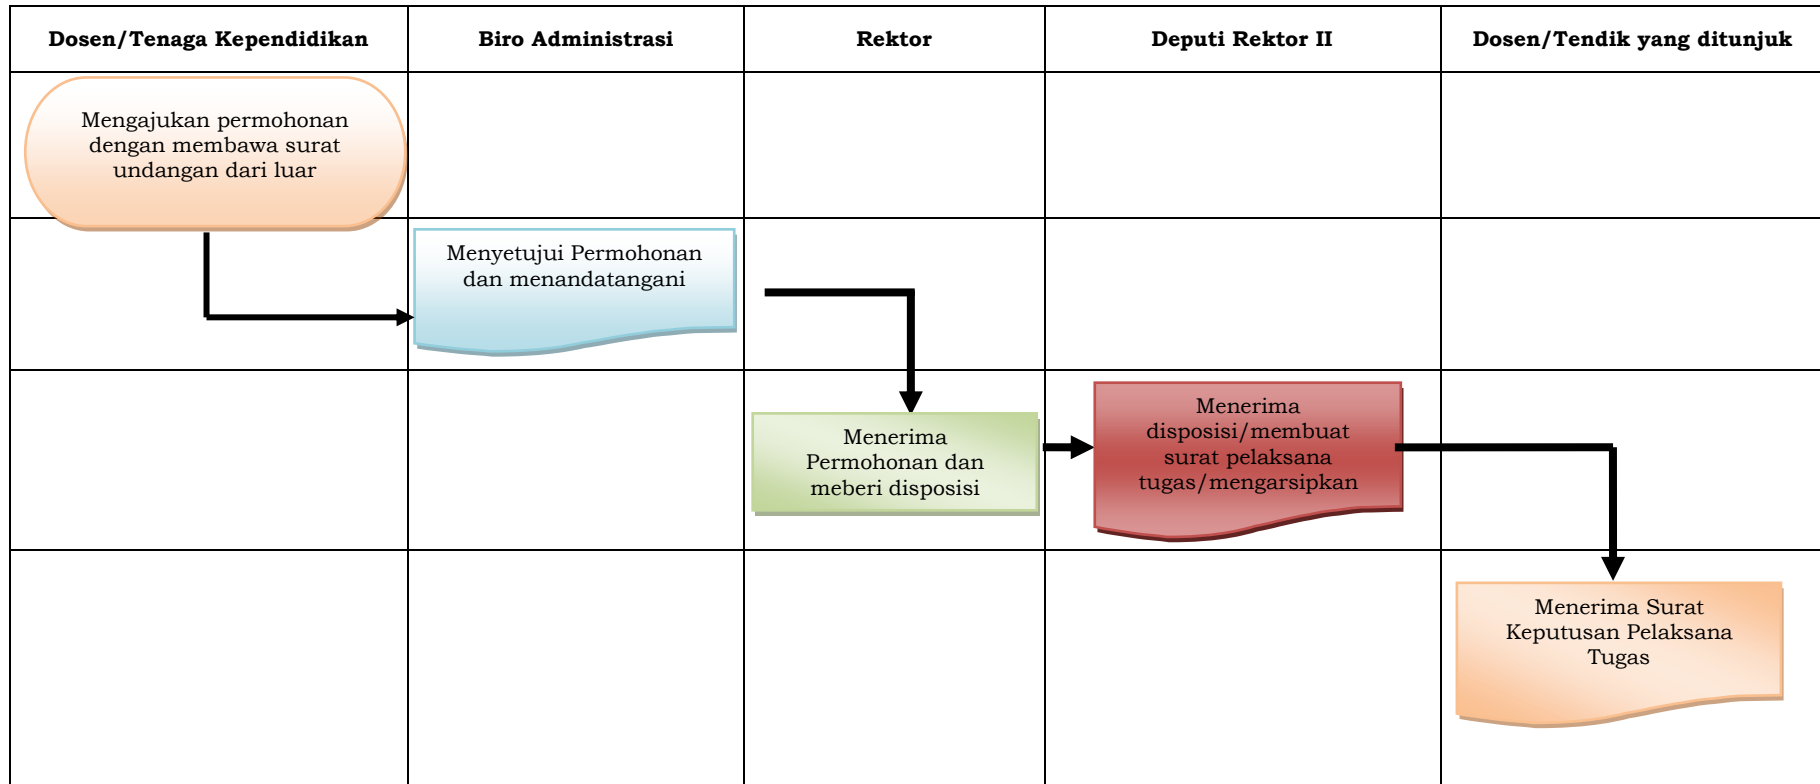 Dosen/Tenaga Kependidikan
Biro Administrasi
Rektor
Deputi Rektor II
Dosen/Tendik yang ditunjuk
Mengajukan permohonan
dengan membawa surat
undangan dari luar
Menyetujui Permohonan
dan menandatangani
Menerima
Permohonan dan
meberi disposisi
Menerima
disposisi/membuat
surat pelaksana
tugas/mengarsipkan
Menerima Surat
Keputusan Pelaksana
Tugas